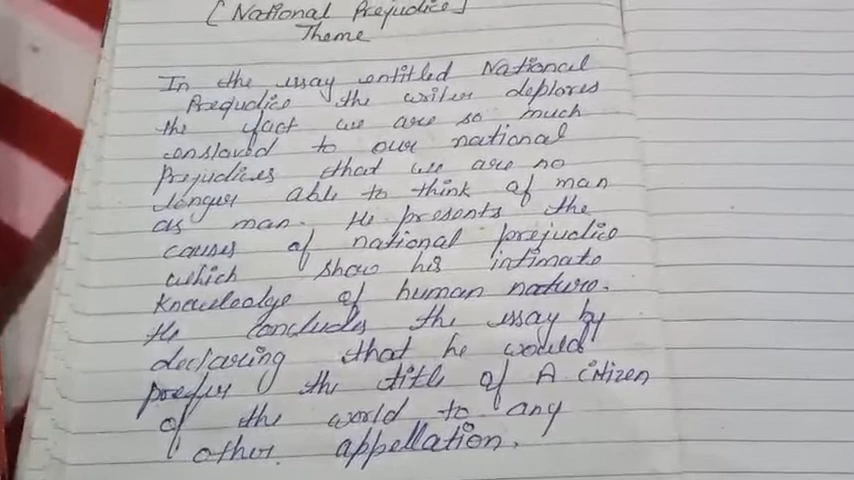 [National Prejudice]
Theme
In the essay entitled National
Prequdice the writer deplores
the fact we are so much
enslaved to our national
prejudices that we are no
longer able to think of man
as man. He presents the
causes of national prejudice
which show his intimate
knowledge of human nature.
He concludes the essay by
declaring that he would
prefer the title of A citizen
of the world to any
other appellation.